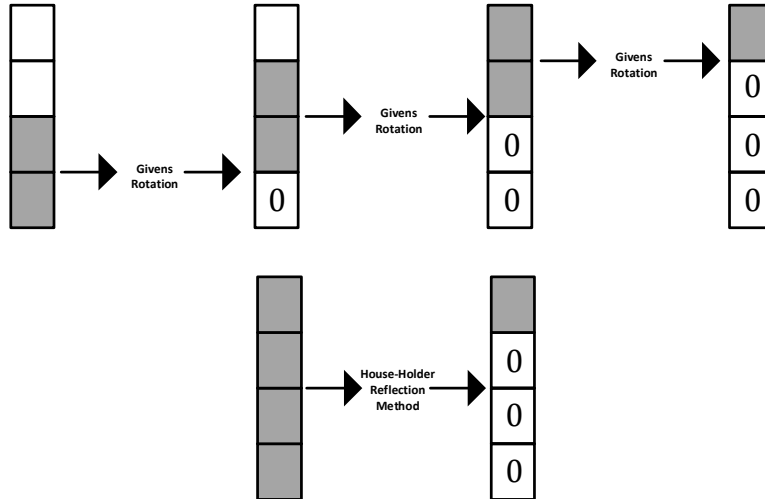 Givens
Rotation
0
Givens
Rotation
0
0
Givens
Rotation
0
0
0
House-Holder
Reflection
Method
0
0
0